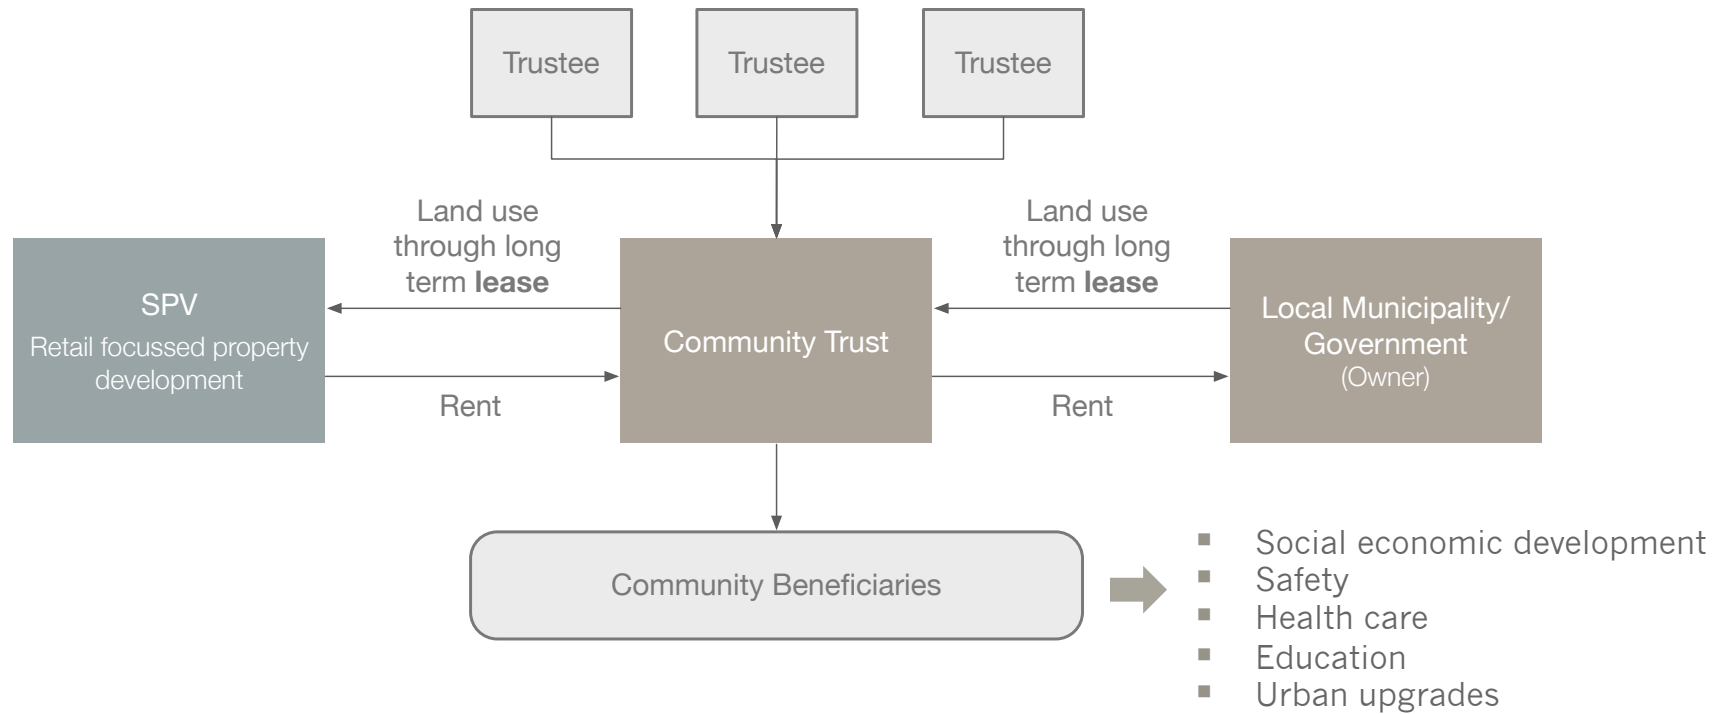 Trustee
Trustee
Trustee
Land use
through long
term lease
Land use
through long
term lease
SPV
Retail focussed property
development
Community Trust
Local Municipality/
Government
(Owner)
Rent
Rent
Community Beneficiaries
Social economic development
Safety
Health care
Education
Urban upgrades